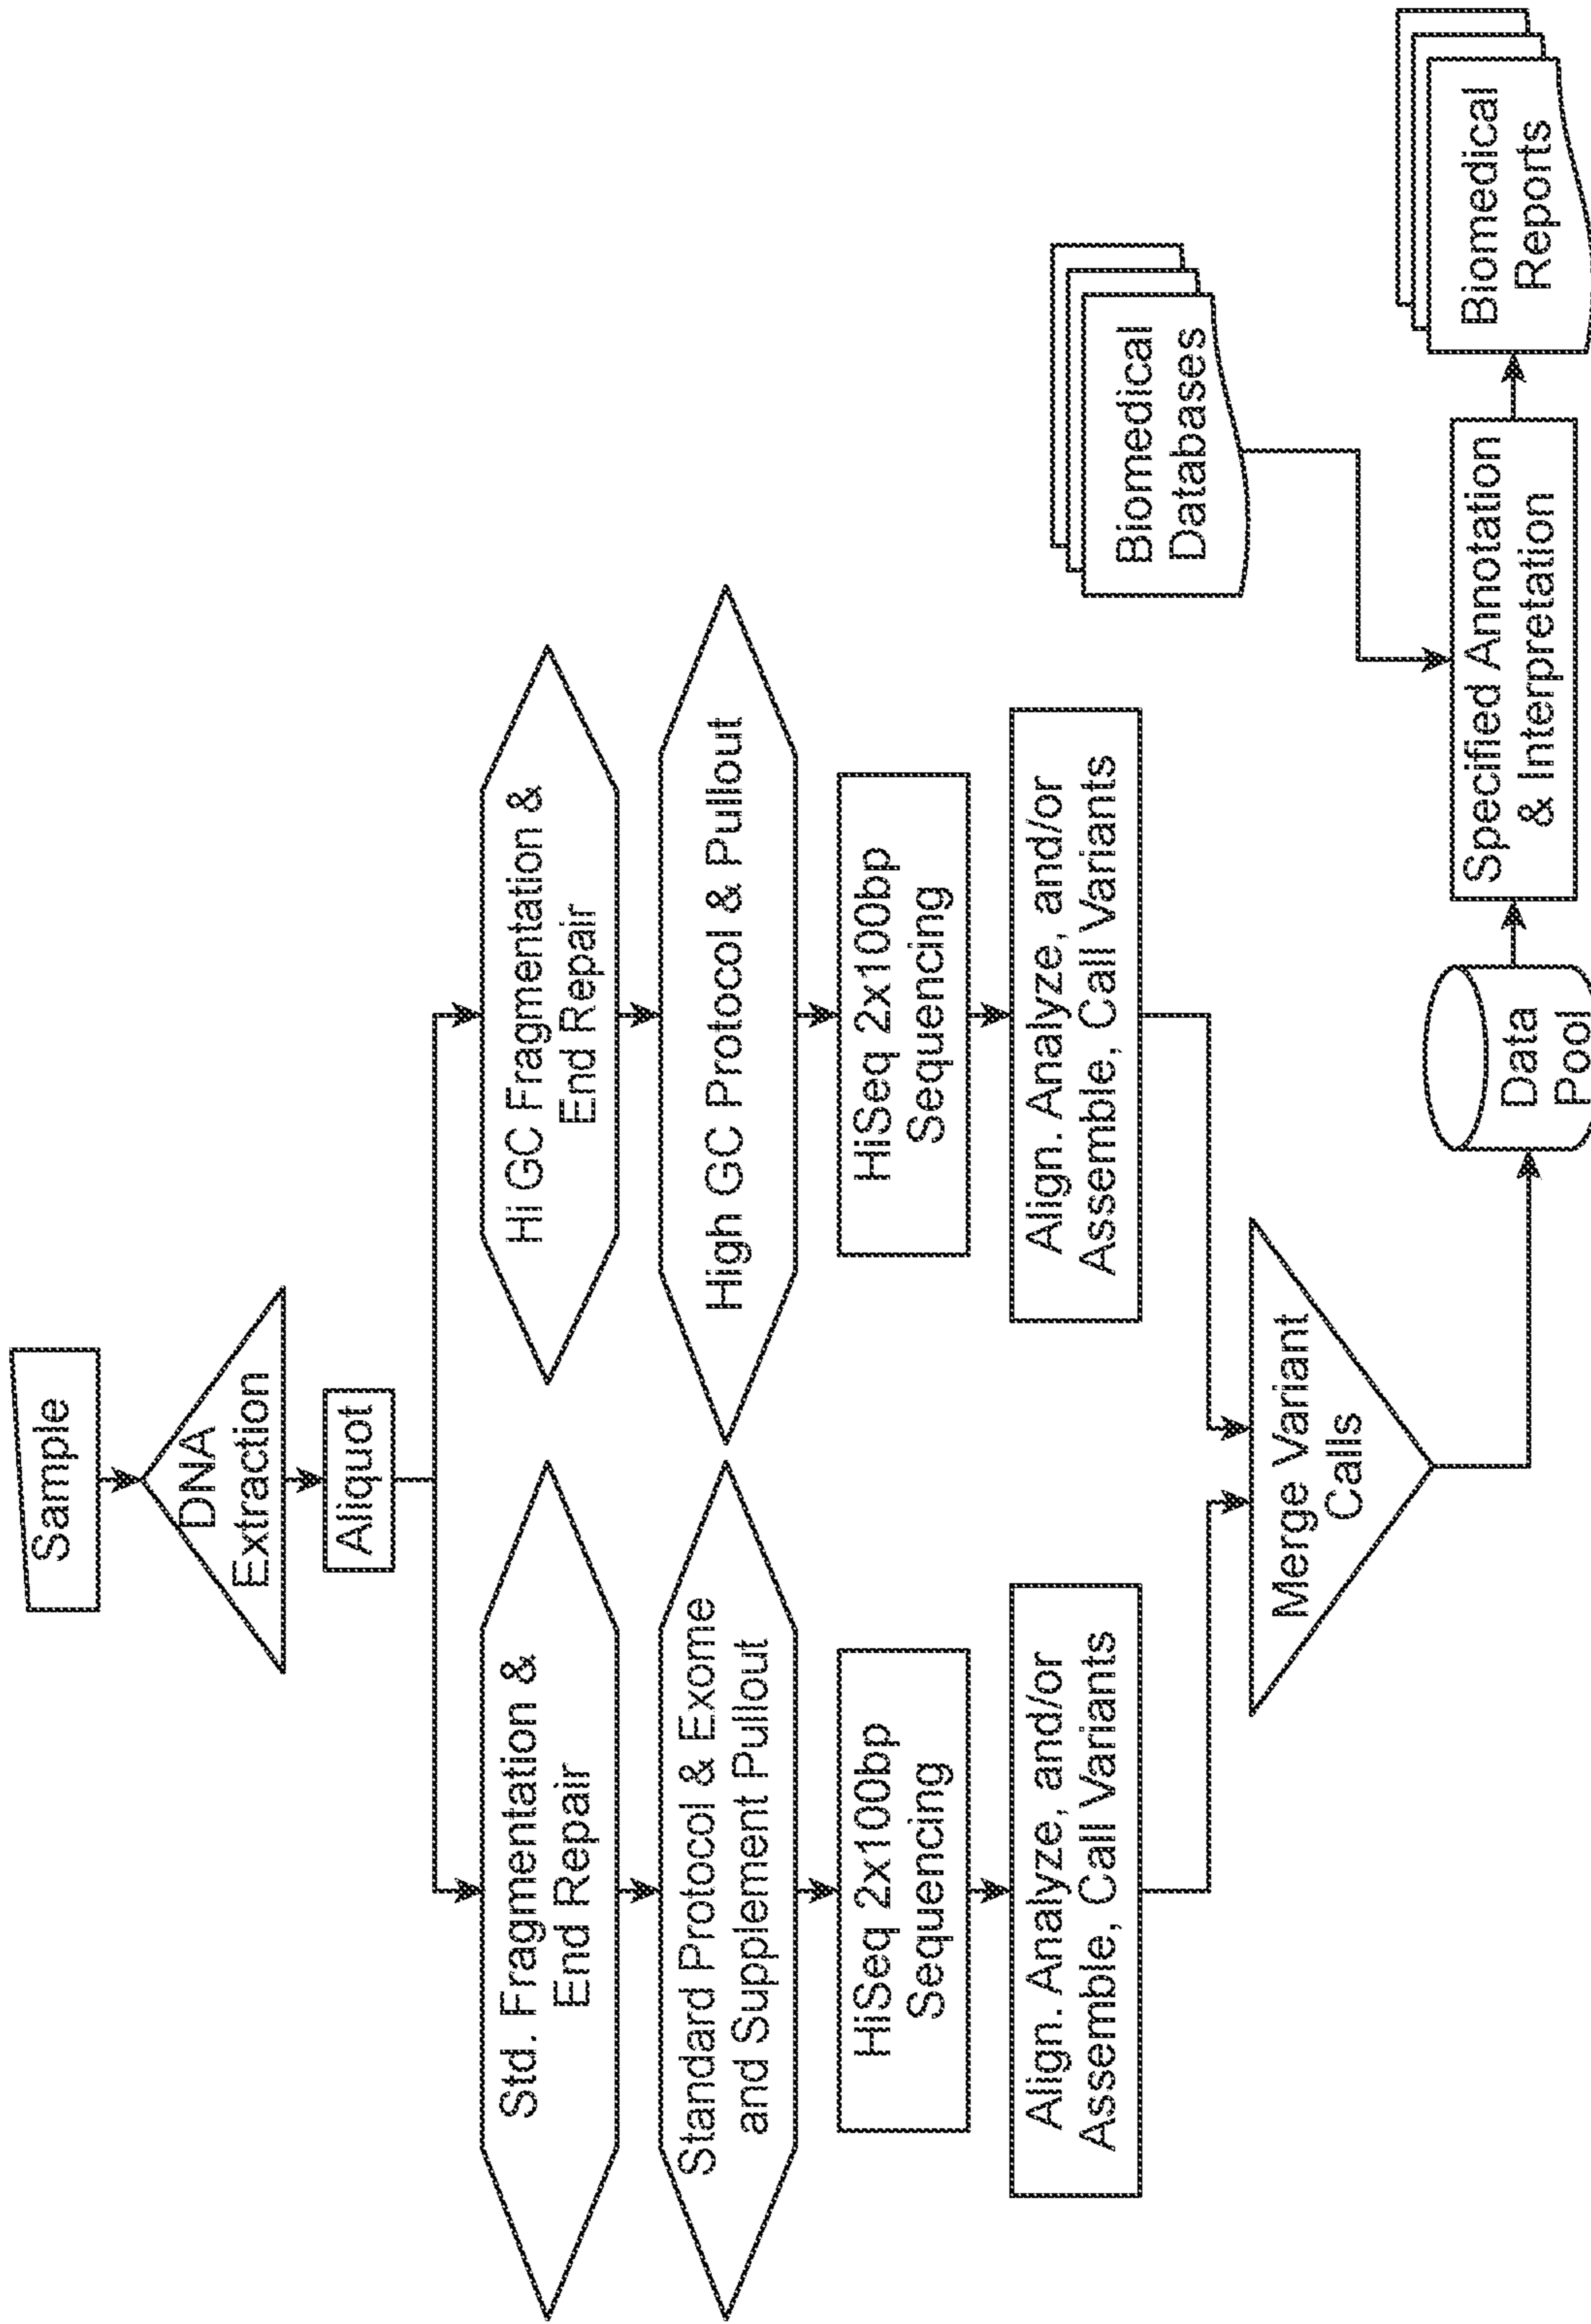 Sample
DNA
Extraction
Aliquot
Std. Fragmentation &
End Repair
Hi GC Fragmentation &
End Repair
Standard Protocol & Exome
and Supplement Pullout
High GC Protocol & Pullout
HiSeq 2x100bp
Sequencing
HiSeq 2x100bp
Sequencing
Align. Analyze, and/or
Assemble, Call Variants
Align. Analyze, and/or
Assemble, Call Variants
Merge Variant
Calls
Biomedical
Databases
Data
Pool
Specified Annotation
& Interpretation
Biomedical
Reports